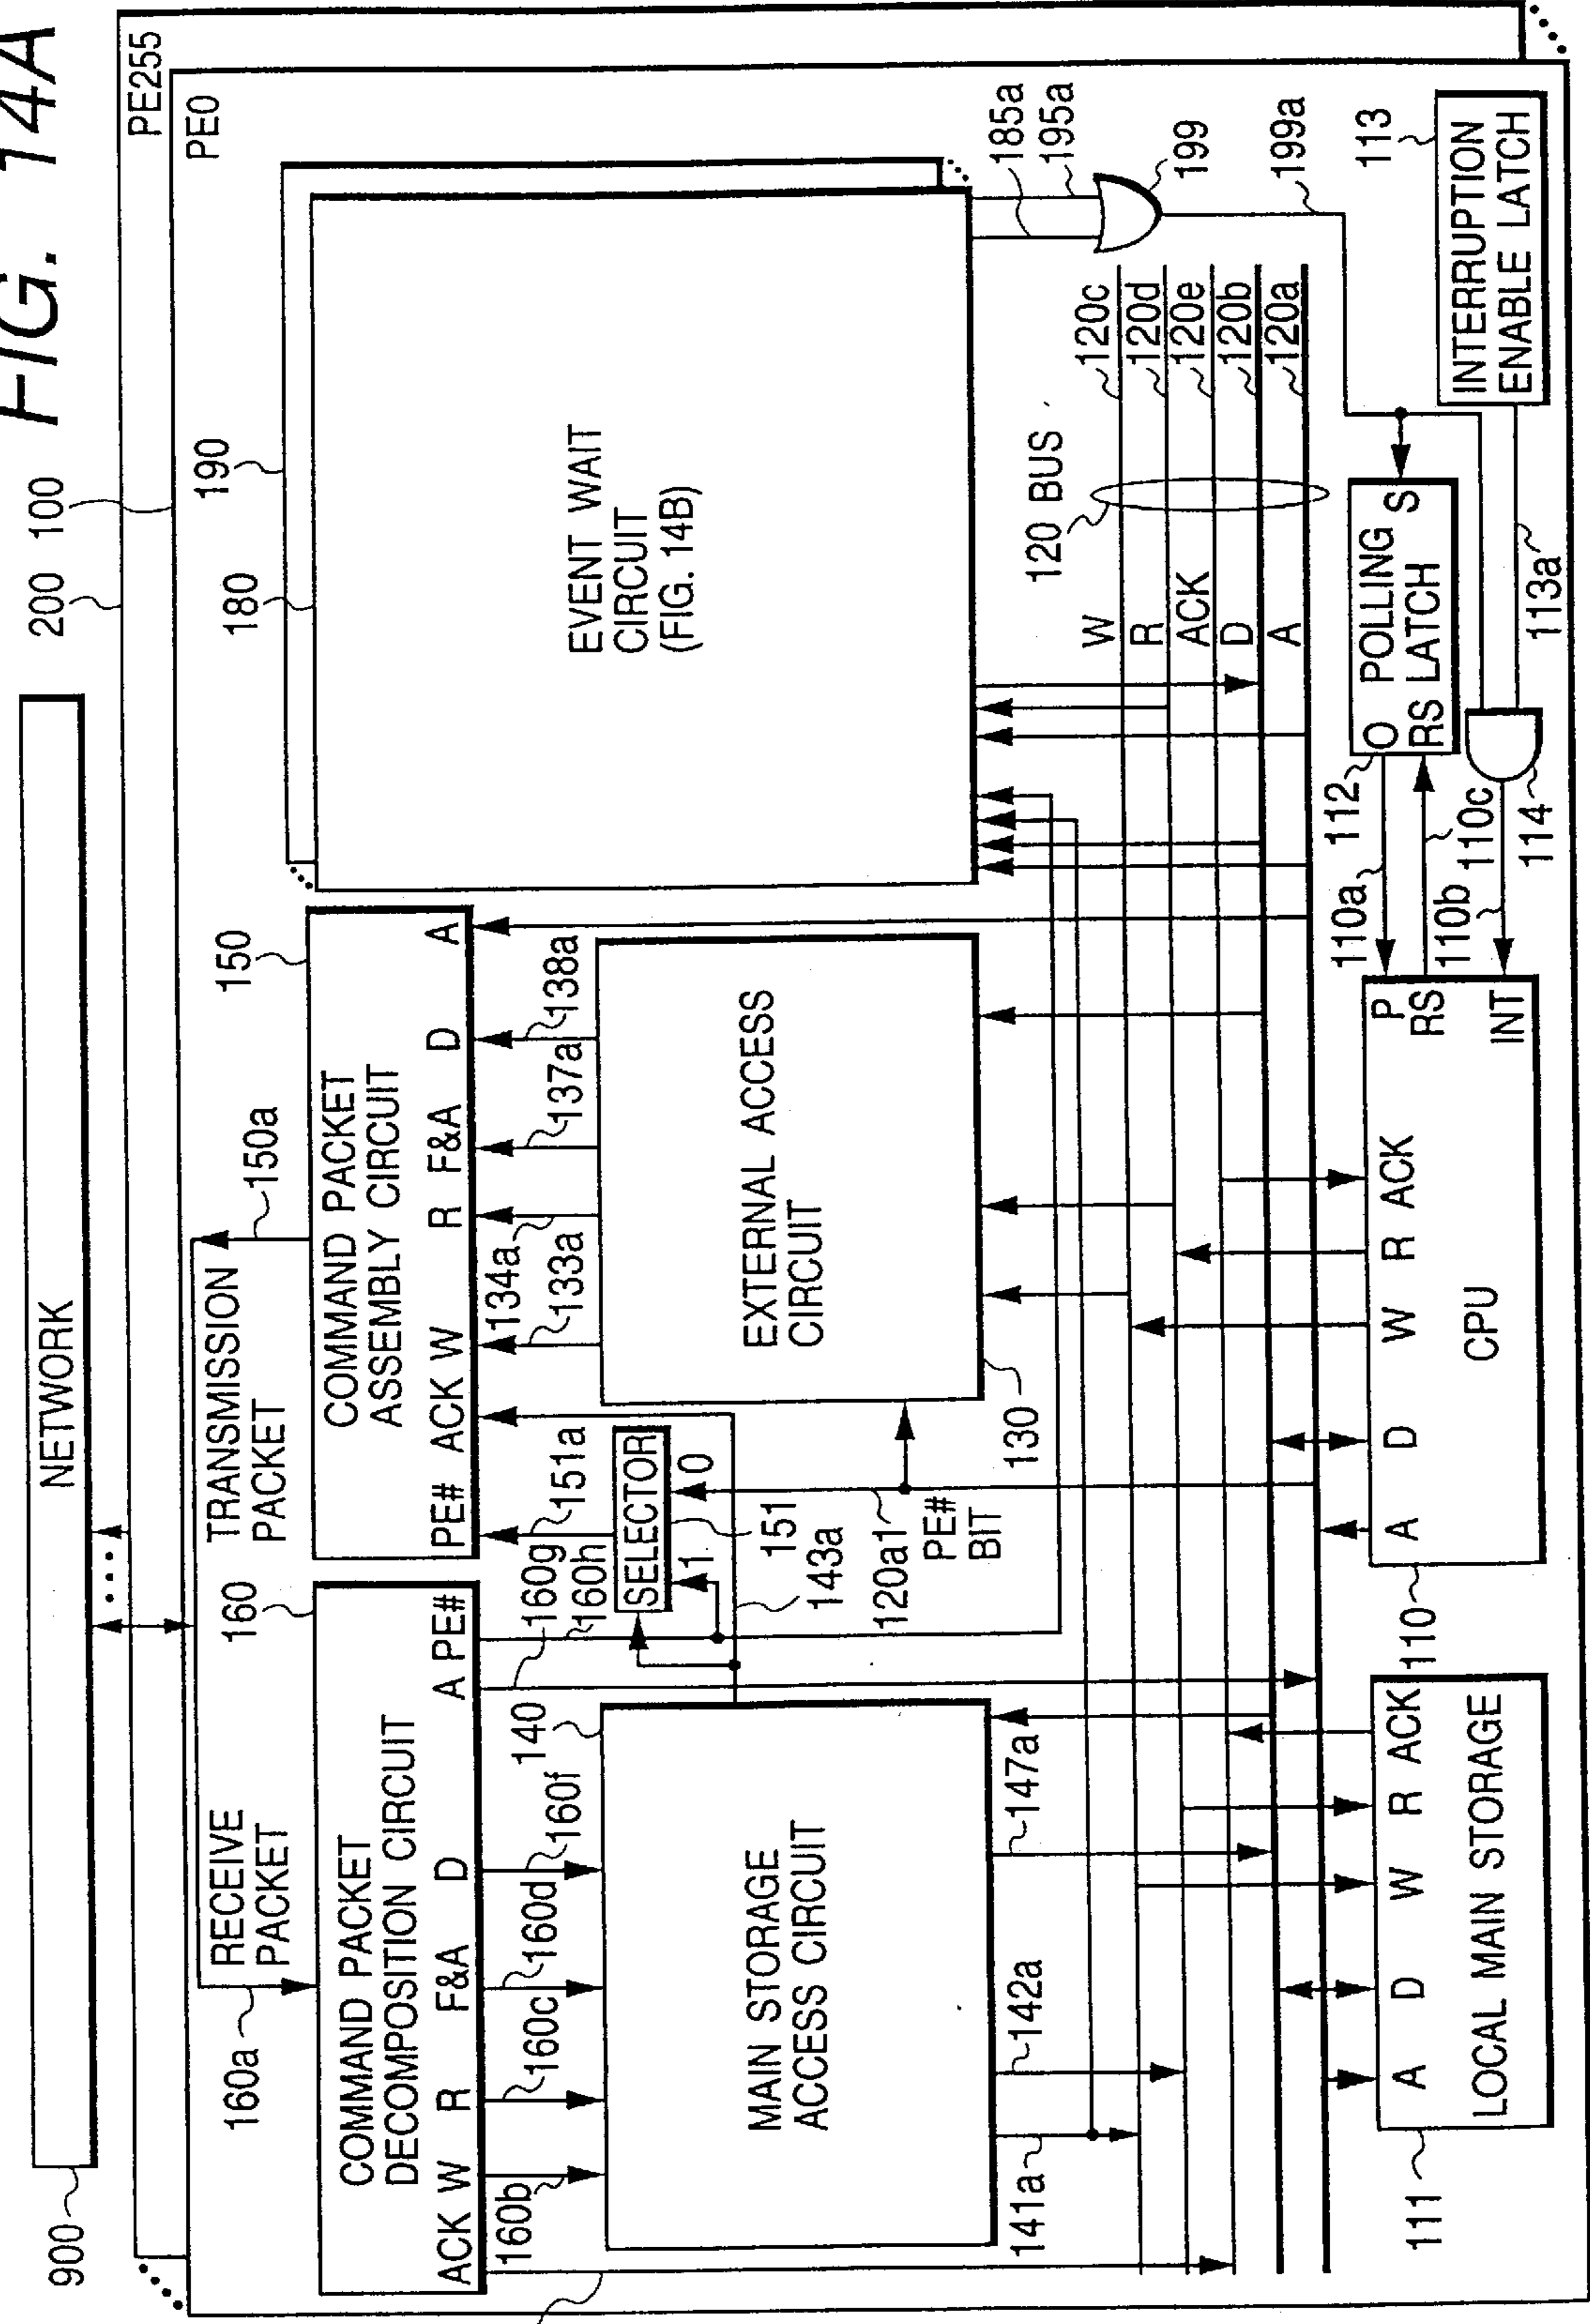 FIG. 14A
900
NETWORK
200
100
PE255
PE0
160a
RECEIVE
PACKET
TRANSMISSION
PACKET
150a
160
150
180
190
COMMAND PACKET
DECOMPOSITION CIRCUIT
ACK W R F&A D A PE#
COMMAND PACKET
ASSEMBLY CIRCUIT
PE# ACK W R F&A D A
160b
160c
160d
160f
140
160g
160h
151a
134a
133a
137a
138a
SELECTOR
1 0
151
143a
120a1
PE#
BIT
MAIN STORAGE
ACCESS CIRCUIT
EXTERNAL ACCESS
CIRCUIT
130
EVENT WAIT
CIRCUIT
(FIG. 14B)
141a
142a
147a
185a
195a
199
199a
120 BUS
W
R
ACK
D
A
120c
120d
120e
120b
120a
A D W R ACK
LOCAL MAIN STORAGE
111
110
A D W R ACK
CPU
P
RS
INT
110a
110b
110c
112
O
RS
POLLING
LATCH
S
114
113a
113
INTERRUPTION
ENABLE LATCH